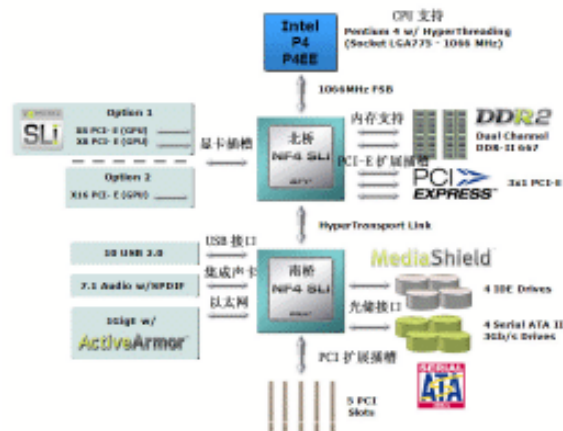 CPU 支持
Intel
P4
P4EE
Pentium 4 w/ HyperThreading
(Socket LGA775 - 1066 MHz)
1066MHz FSB
SLI
Option 1
X8 PCI-E (GPU)
X8 PCI-E (GPU)
显卡插槽
Option 2
X16 PCI-E (GPU)
北桥
NF4 SLI
内存支持
DDR2
Dual Channel
DDR-II 667
PCI-E 扩展插槽
PCI
EXPRESS
3x1 PCI-E
HyperTransport Link
10 USB 2.0
USB 接口
7.1 Audio w/SPDIF
集成声卡
以太网
1GigE w/
ActiveArmor
南桥
NF4 SLI
MediaShield
4 IDE Drives
光储接口
4 Serial ATA II
3Gb/s Drives
PCI 扩展插槽
5 PCI
Slots
SERIAL
ATA